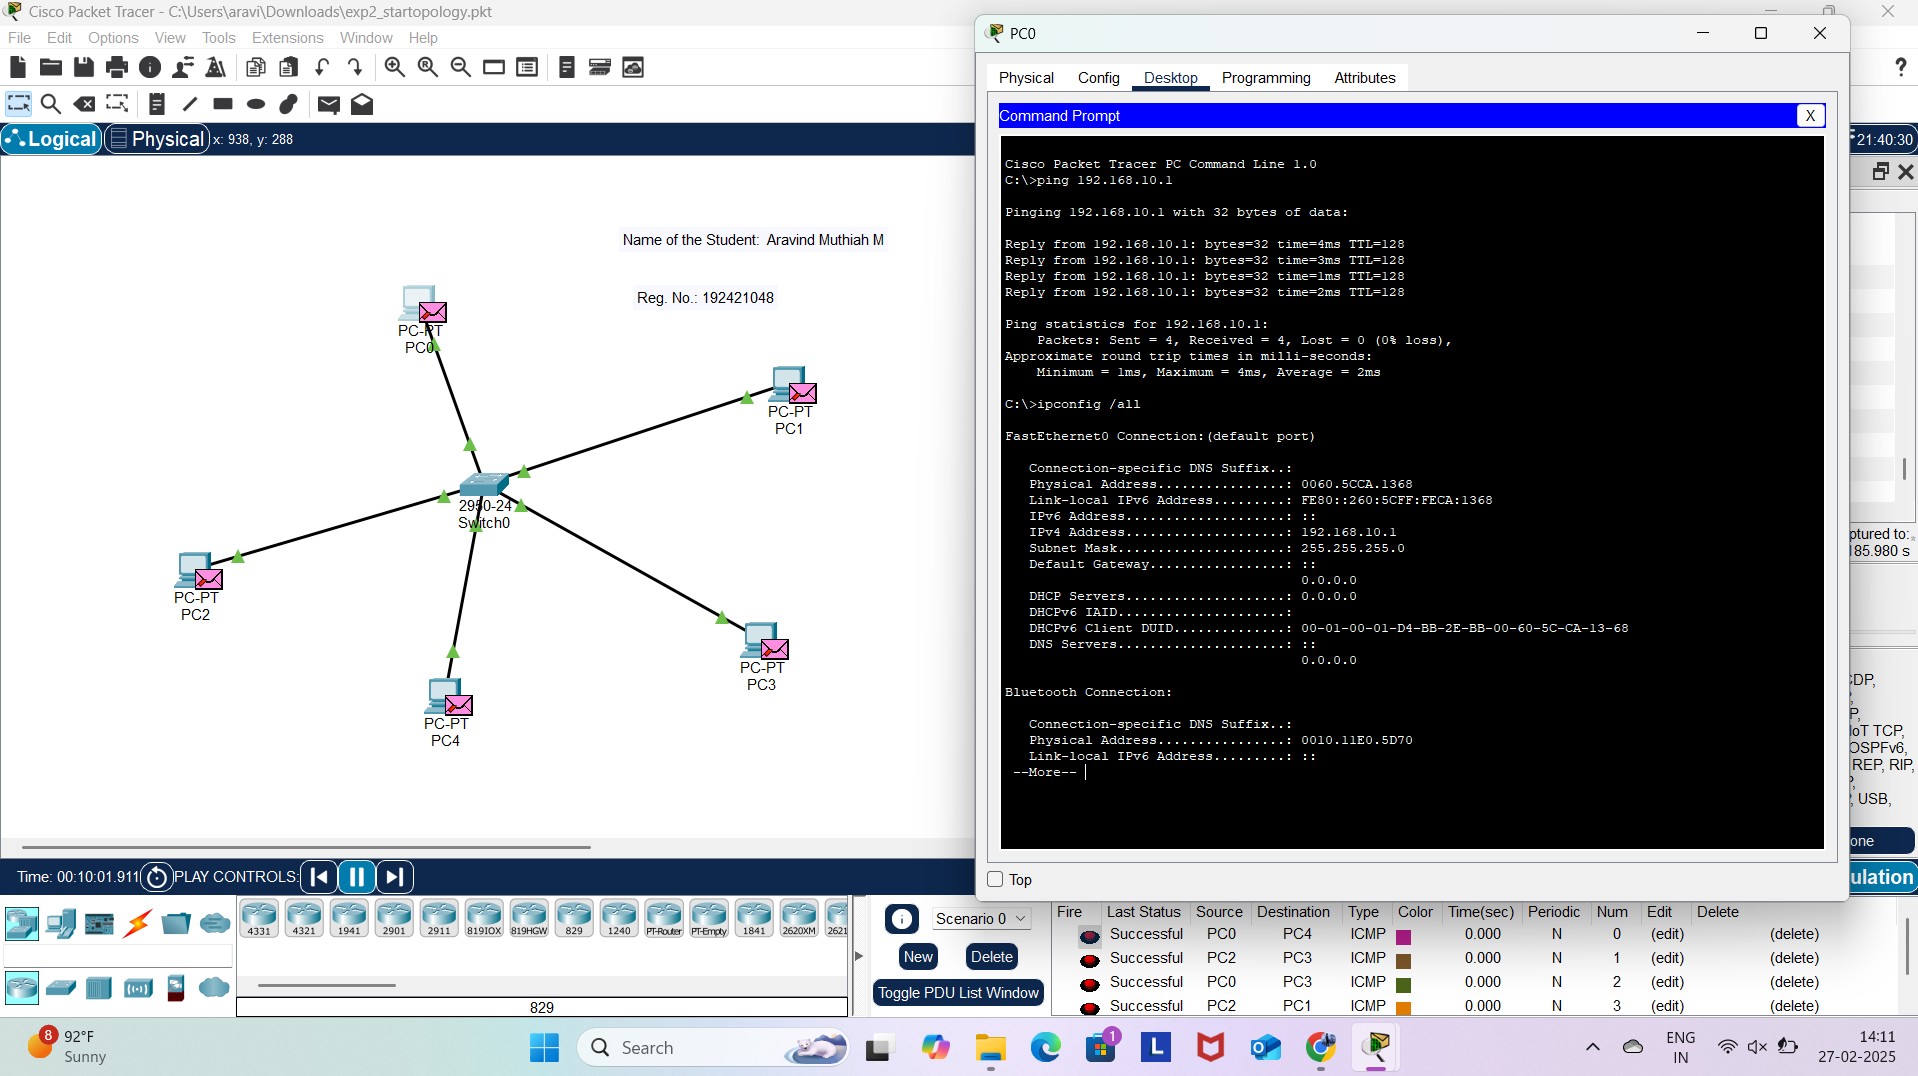 Cisco Packet Tracer - C:\Users\aravi\Downloads\exp2_startopology.pkt
File Edit Options View Tools Extensions Window Help
Logical Physical x: 938, y: 288
21:40:30
Name of the Student: Aravind Muthiah M
Reg. No.: 192421048
PC-PT
PC0
PC-PT
PC1
2950-24
Switch0
PC-PT
PC2
PC-PT
PC3
PC-PT
PC4
PC0
Physical Config Desktop Programming Attributes
Command Prompt X
Cisco Packet Tracer PC Command Line 1.0
C:\>ping 192.168.10.1
Pinging 192.168.10.1 with 32 bytes of data:
Reply from 192.168.10.1: bytes=32 time=4ms TTL=128
Reply from 192.168.10.1: bytes=32 time=3ms TTL=128
Reply from 192.168.10.1: bytes=32 time=1ms TTL=128
Reply from 192.168.10.1: bytes=32 time=2ms TTL=128
Ping statistics for 192.168.10.1:
Packets: Sent = 4, Received = 4, Lost = 0 (0% loss),
Approximate round trip times in milli-seconds:
Minimum = 1ms, Maximum = 4ms, Average = 2ms
C:\>ipconfig /all
FastEthernet0 Connection:(default port)
Connection-specific DNS Suffix..:
Physical Address................: 0060.5CCA.1368
Link-local IPv6 Address.........: FE80::260:5CFF:FECA:1368
IPv6 Address....................: ::
IPv4 Address....................: 192.168.10.1
Subnet Mask.....................: 255.255.255.0
Default Gateway.................: ::
0.0.0.0
DHCP Servers....................: 0.0.0.0
DHCPv6 IAID.....................:
DHCPv6 Client DUID..............: 00-01-00-01-D4-BB-2E-BB-00-60-5C-CA-13-68
DNS Servers.....................: ::
0.0.0.0
Bluetooth Connection:
Connection-specific DNS Suffix..:
Physical Address................: 0010.11E0.5D70
Link-local IPv6 Address.........: ::
--More--
Top
ptured to:
185.980 s
CDP,
P,
IoT TCP,
OSPFv6,
REP, RIP,
USB,
one
ulation
Time: 00:10:01.911 PLAY CONTROLS:
4331 4321 1941 2901 2911 819IOX 819HGW 829 1240 PT-Router PT-Empty 1841 2620XM 2621
829
Scenario 0
New Delete
Toggle PDU List Window
Fire Last Status Source Destination Type Color Time(sec) Periodic Num Edit Delete
Successful PC0 PC4 ICMP 0.000 N 0 (edit) (delete)
Successful PC2 PC3 ICMP 0.000 N 1 (edit) (delete)
Successful PC0 PC3 ICMP 0.000 N 2 (edit) (delete)
Successful PC2 PC1 ICMP 0.000 N 3 (edit) (delete)
8
92°F
Sunny
Search
1
L
ENG
IN
14:11
27-02-2025